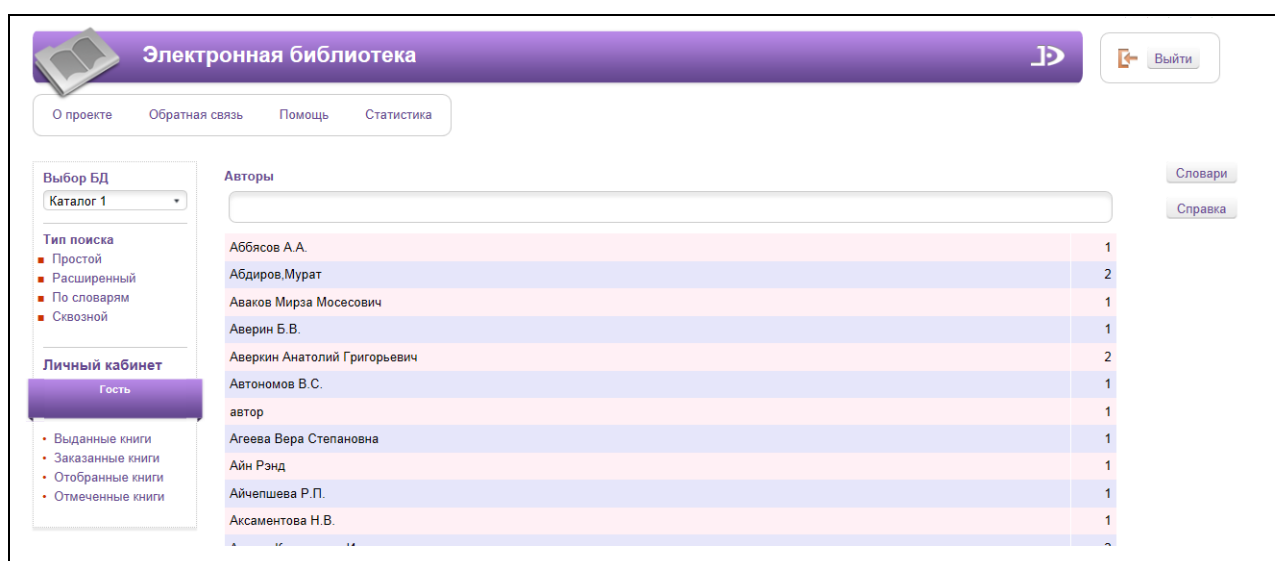 Электронная библиотека
Выйти
О проекте Обратная связь Помощь Статистика
Выбор БД
Каталог 1
Тип поиска
Простой
Расширенный
По словарям
Сквозной
Личный кабинет
Гость
Выданные книги
Заказанные книги
Отобранные книги
Отмеченные книги
Авторы
Аббясов А.А. 1
Абдиров,Мурат 2
Аваков Мирза Мосесович 1
Аверин Б.В. 1
Аверкин Анатолий Григорьевич 2
Автономов В.С. 1
автор 1
Агеева Вера Степановна 1
Айн Рэнд 1
Айчепшева Р.П. 1
Аксаментова Н.В. 1
Словари
Справка